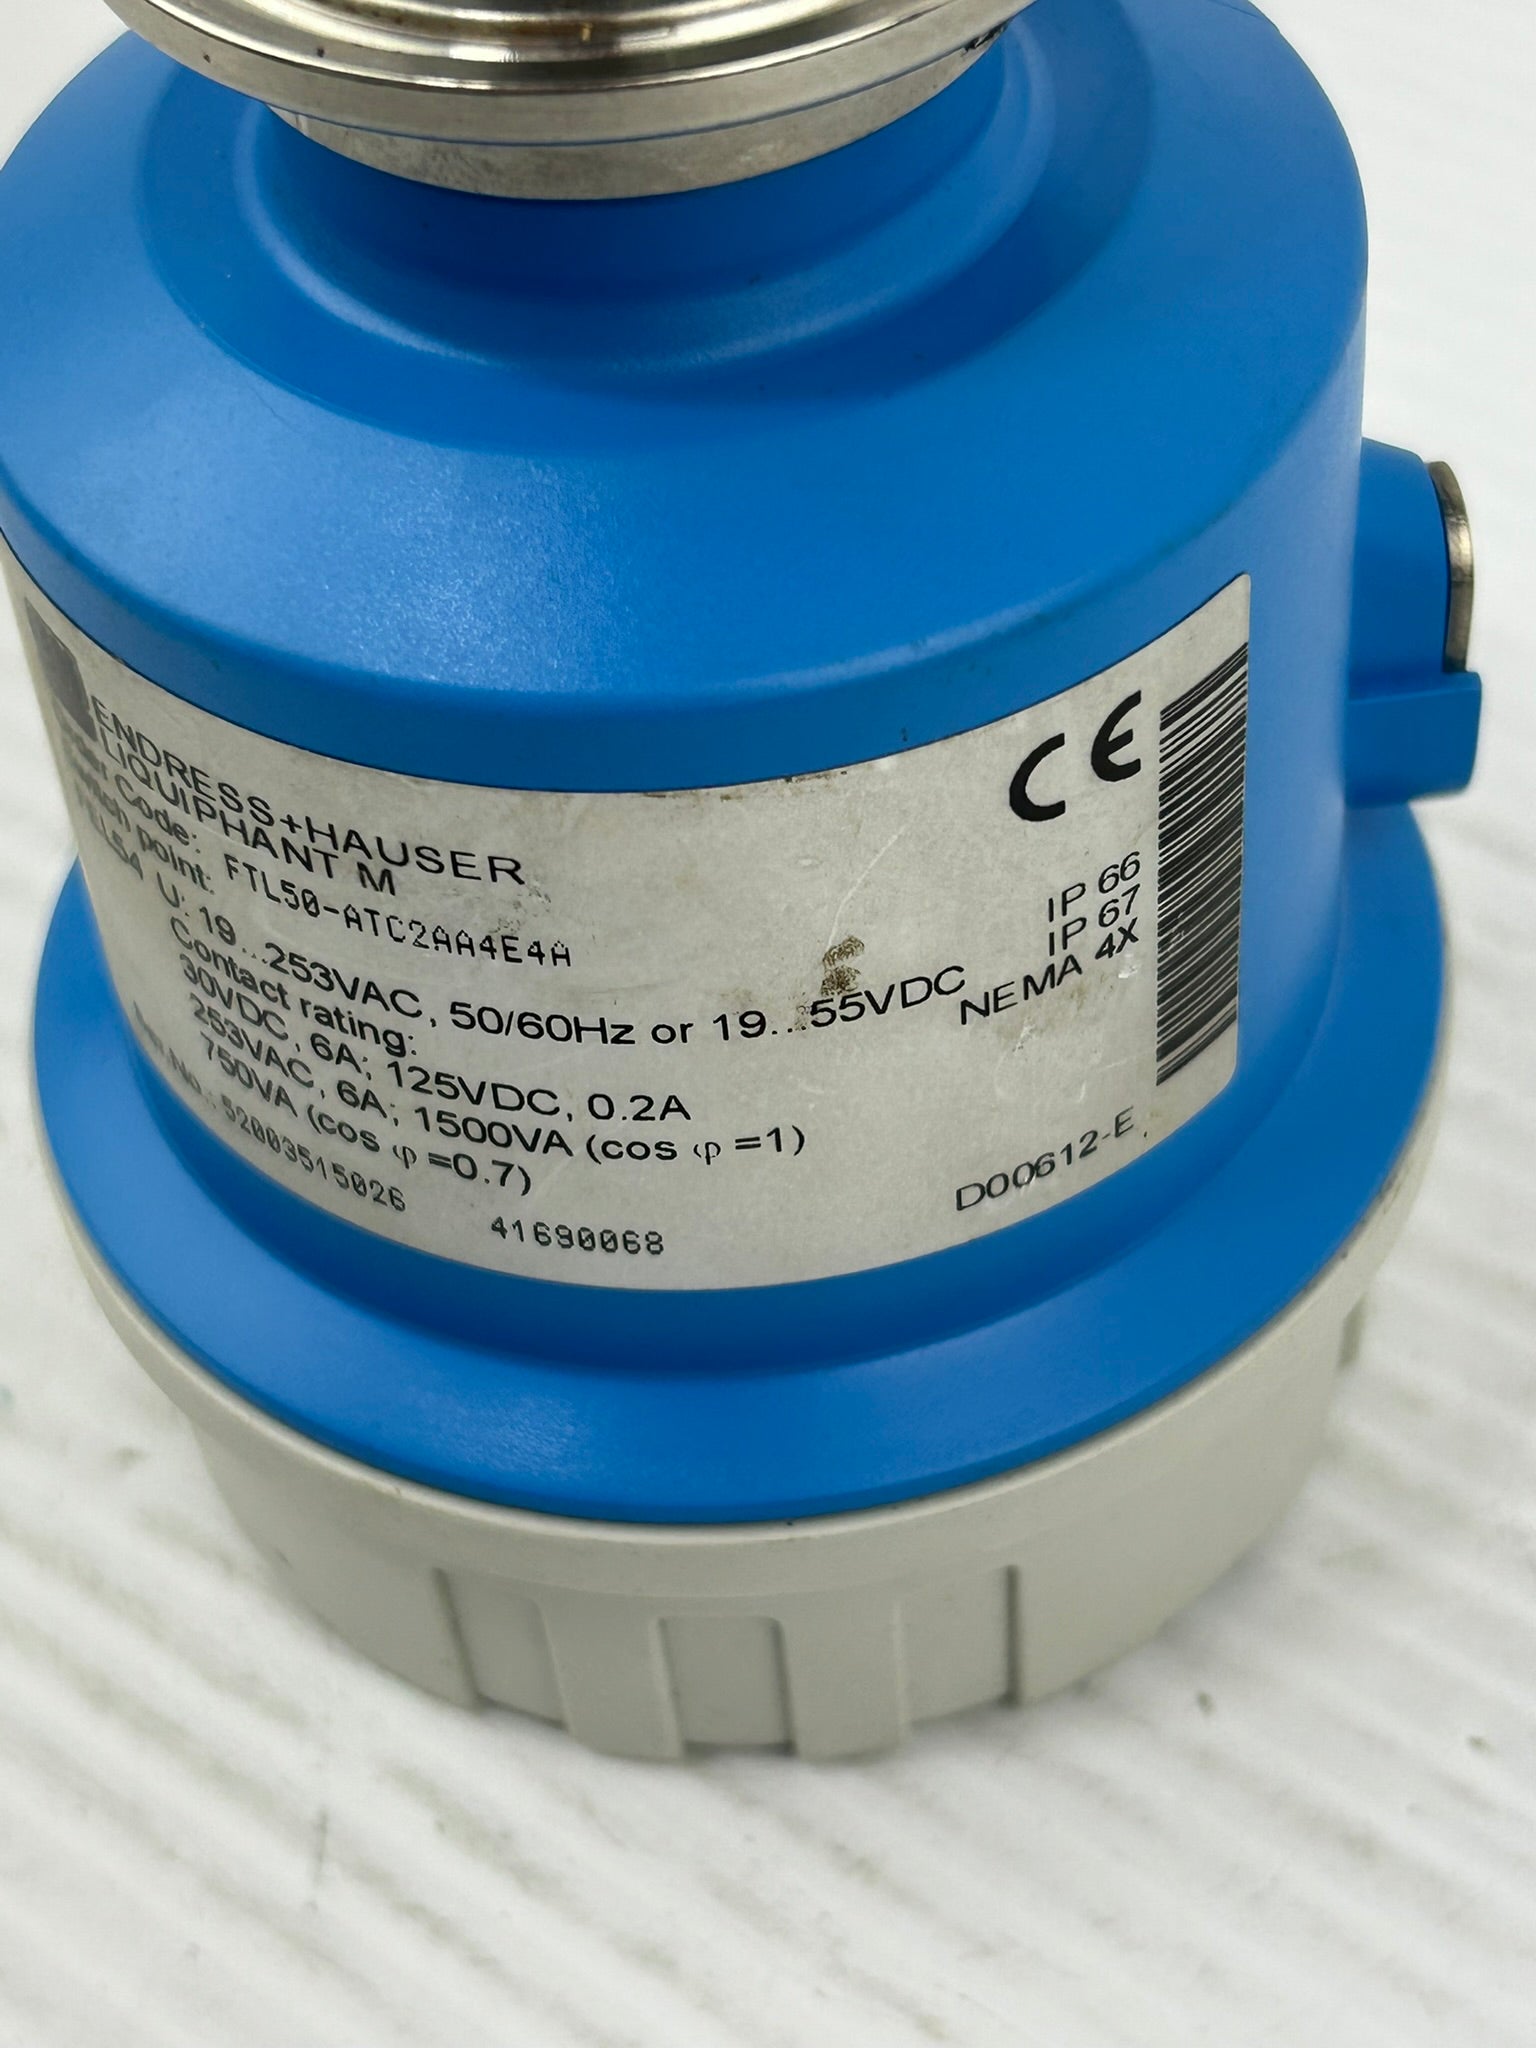 ENDRESS+HAUSER
LIQUIPHANT M
Code: FTL50-ATC2AA4E4A
point:
U: 19...253VAC, 50/60Hz or 19...55VDC
Contact rating:
30VDC, 6A; 125VDC, 0.2A
253VAC, 6A; 1500VA (cos φ =1)
750VA (cos φ =0.7)
52003515026 41690068
CE
IP 66
IP 67
NEMA 4X
D00612-E